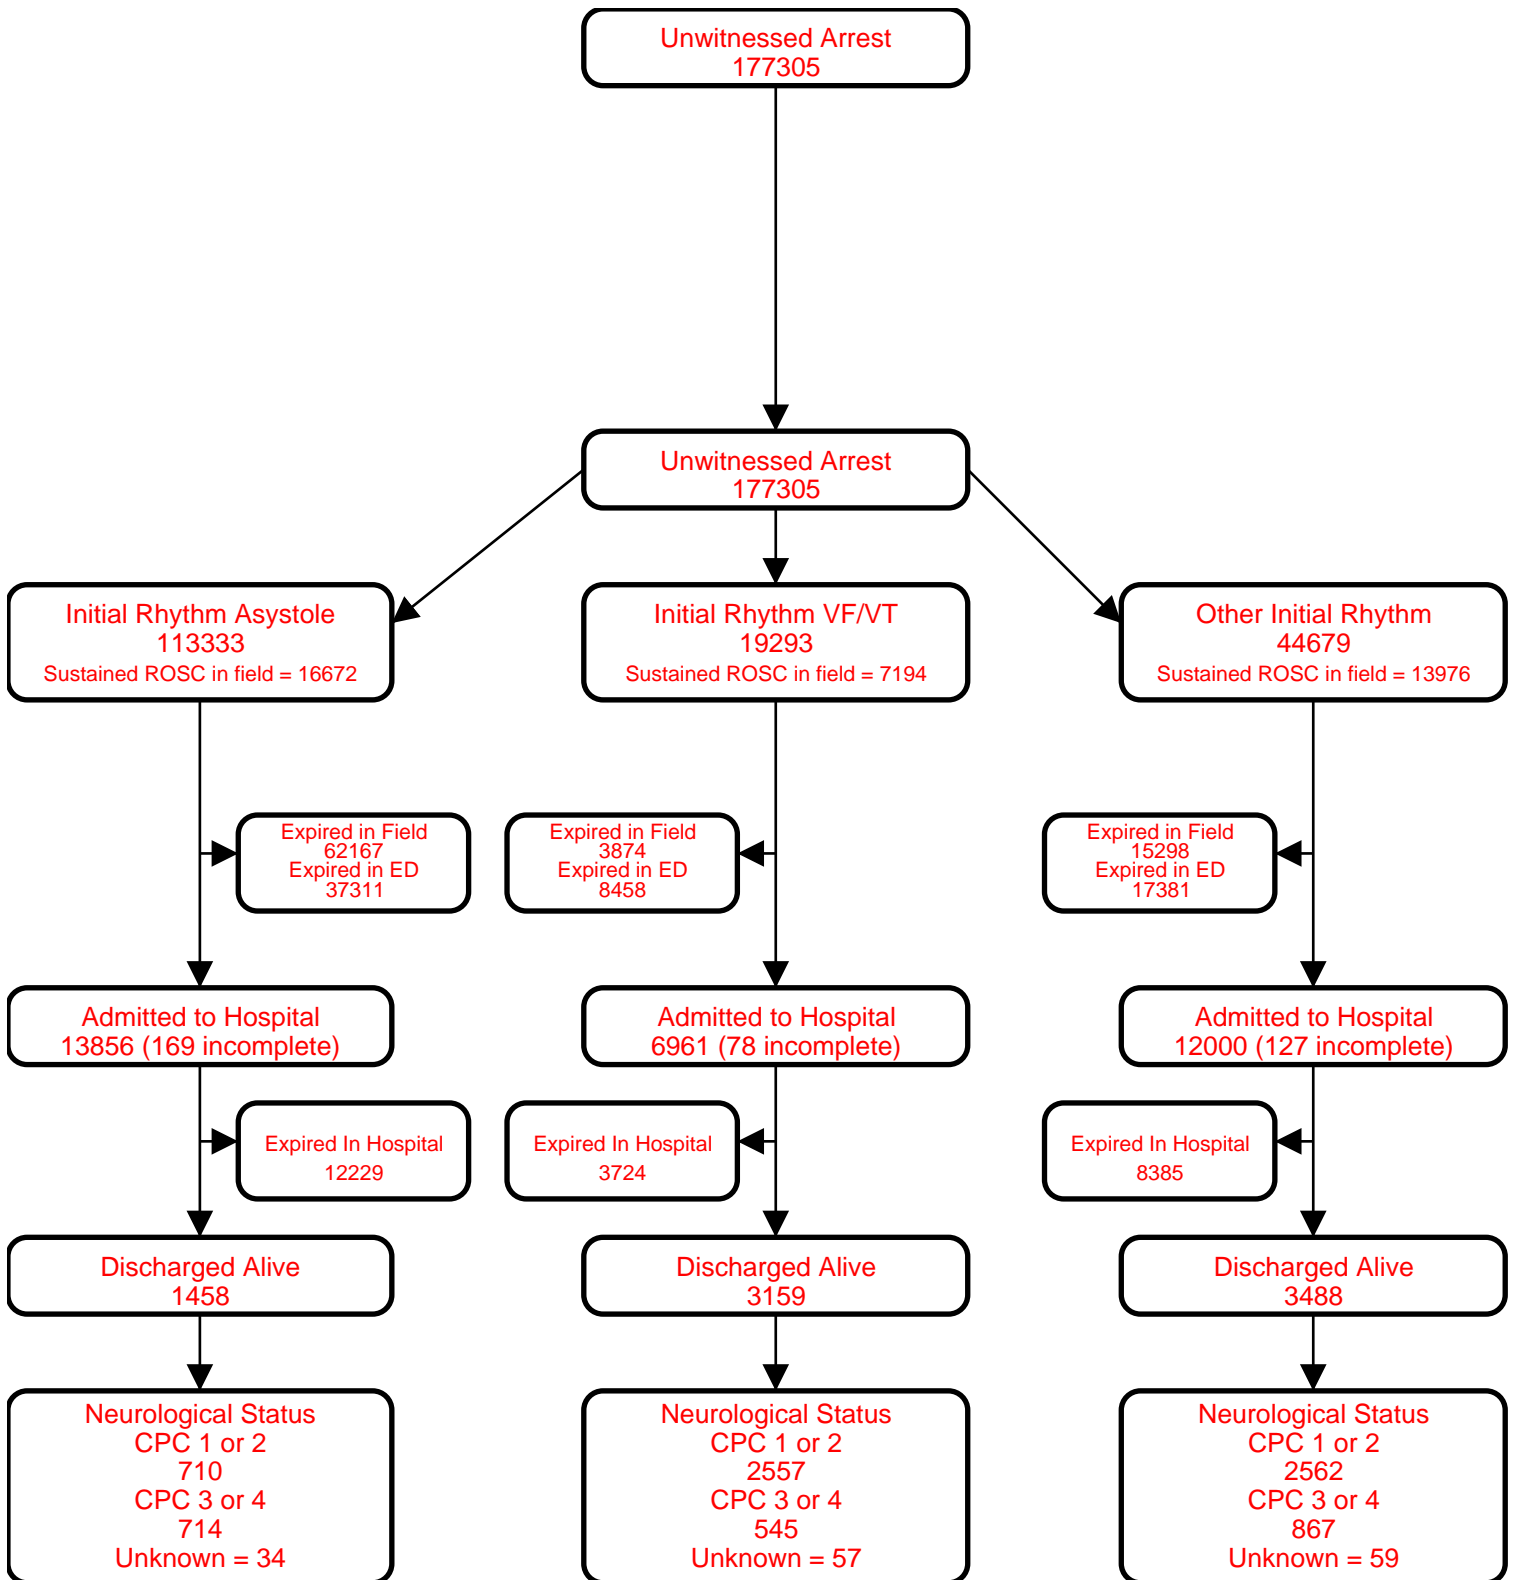 Unwitnessed Arrest
177305
Unwitnessed Arrest
177305
Initial Rhythm Asystole
113333
Sustained ROSC in field = 16672
Initial Rhythm VF/VT
19293
Sustained ROSC in field = 7194
Other Initial Rhythm
44679
Sustained ROSC in field = 13976
Expired in Field
62167
Expired in ED
37311
Expired in Field
3874
Expired in ED
8458
Expired in Field
15298
Expired in ED
17381
Admitted to Hospital
13856 (169 incomplete)
Admitted to Hospital
6961 (78 incomplete)
Admitted to Hospital
12000 (127 incomplete)
Expired In Hospital
12229
Expired In Hospital
3724
Expired In Hospital
8385
Discharged Alive
1458
Discharged Alive
3159
Discharged Alive
3488
Neurological Status
CPC 1 or 2
710
CPC 3 or 4
714
Unknown = 34
Neurological Status
CPC 1 or 2
2557
CPC 3 or 4
545
Unknown = 57
Neurological Status
CPC 1 or 2
2562
CPC 3 or 4
867
Unknown = 59